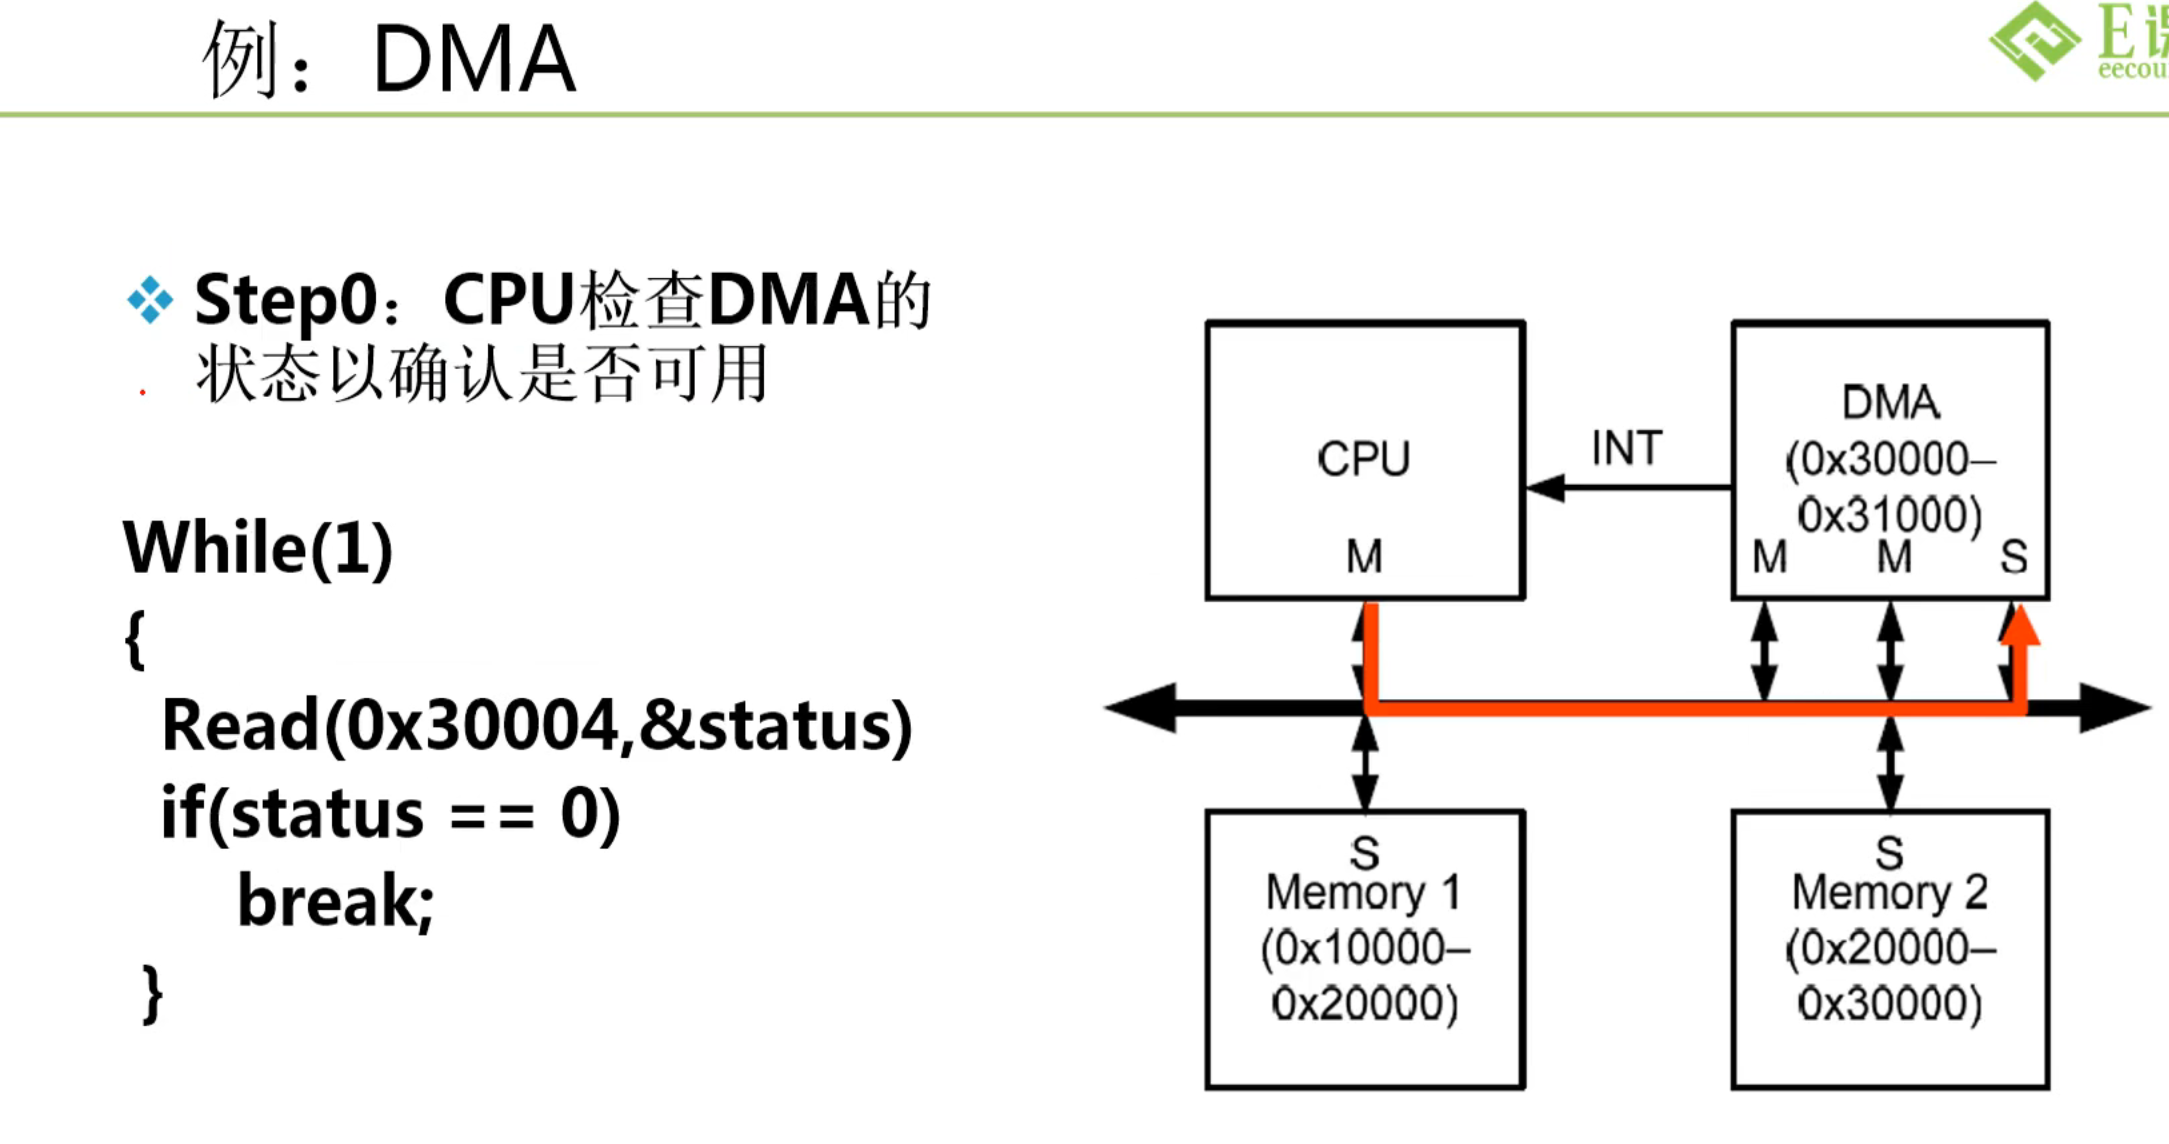 例：DMA
E课
eecou
Step0：CPU检查DMA的
状态以确认是否可用
While(1)
{
Read(0x30004,&status)
if(status == 0)
break;
}
CPU
M
INT
DMA
(0x30000–
0x31000)
M M S
S
Memory 1
(0x10000–
0x20000)
S
Memory 2
(0x20000–
0x30000)